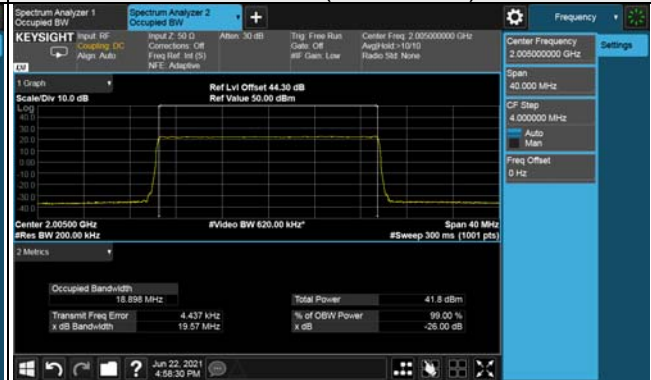 Spectrum Analyzer 1
Occupied BW
Spectrum Analyzer 2
Occupied BW
+
Frequency
KEYSIGHT
Input: RF
Coupling: DC
Align: Auto
Input Z: 50 Ω
Corrections: Off
Freq Ref: Int (S)
NFE: Adaptive
Atten: 30 dB
Trig: Free Run
Gate: Off
#IF Gain: Low
Center Freq: 2.005000000 GHz
Avg|Hold:>10/10
Radio Std: None
Center Frequency
2.005000000 GHz
Settings
Span
40.000 MHz
CF Step
4.000000 MHz
Auto
Man
Freq Offset
0 Hz
LXI
1 Graph
Scale/Div 10.0 dB
Ref Lvl Offset 44.30 dB
Ref Value 50.00 dBm
Log
40.0
30.0
20.0
10.0
0.00
-10.0
-20.0
-30.0
-40.0
Center 2.00500 GHz
#Res BW 200.00 kHz
#Video BW 620.00 kHz*
Span 40 MHz
#Sweep 300 ms (1001 pts)
2 Metrics
Occupied Bandwidth
18.898 MHz
Total Power 41.8 dBm
Transmit Freq Error 4.437 kHz
% of OBW Power 99.00 %
x dB Bandwidth 19.57 MHz
x dB -26.00 dB
?
Jun 22, 2021
4:58:30 PM